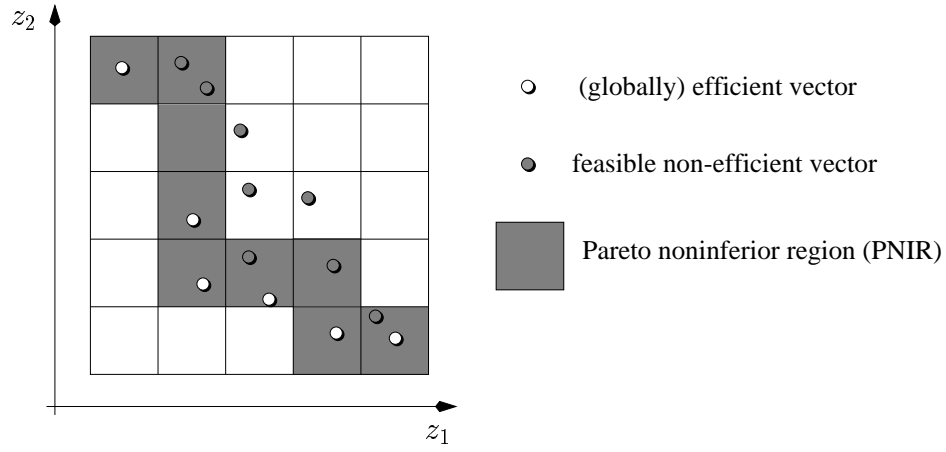 z₂
(globally) efficient vector
feasible non-efficient vector
Pareto noninferior region (PNIR)
z₁